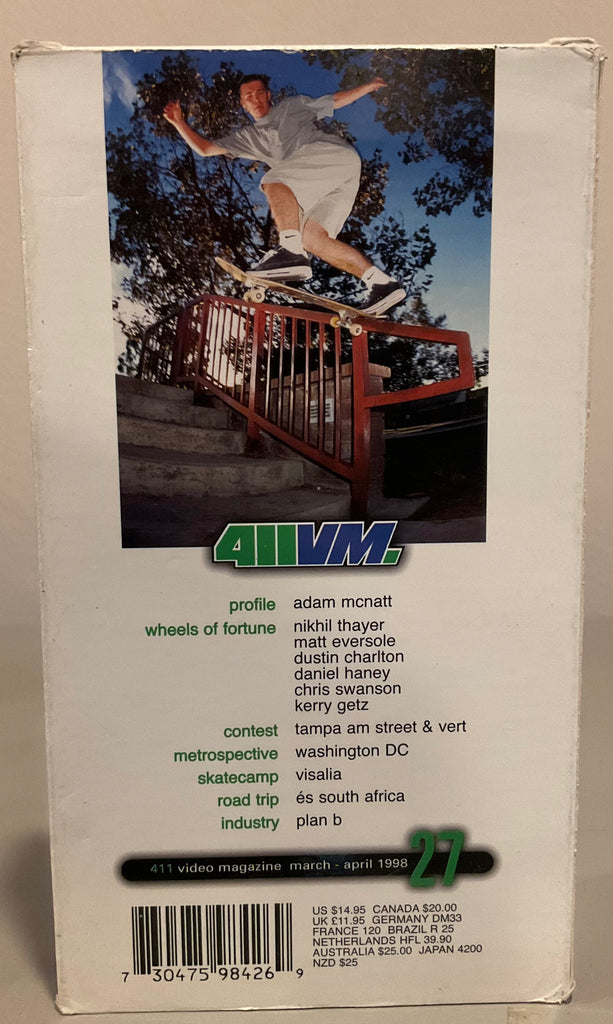 411VM.
profile adam mcnatt
wheels of fortune nikhil thayer
matt eversole
dustin charlton
daniel haney
chris swanson
kerry getz
contest tampa am street & vert
metrospective washington DC
skatecamp visalia
road trip és south africa
industry plan b
411 video magazine march - april 1998 27
US $14.95 CANADA $20.00
UK £11.95 GERMANY DM33
FRANCE 120 BRAZIL R 25
NETHERLANDS HFL 39.90
AUSTRALIA $25.00 JAPAN 4200
NZD $25
7 30475 98426 9